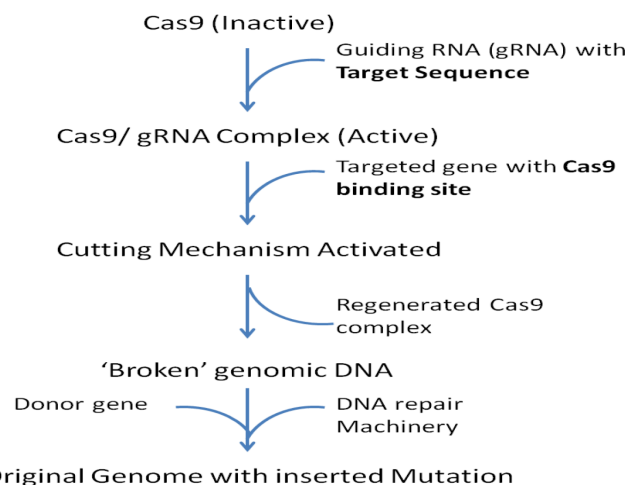 Cas9 (Inactive)
Guiding RNA (gRNA) with
Target Sequence
Cas9/ gRNA Complex (Active)
Targeted gene with Cas9
binding site
Cutting Mechanism Activated
Regenerated Cas9
complex
‘Broken’ genomic DNA
Donor gene
DNA repair
Machinery
Original Genome with inserted Mutation